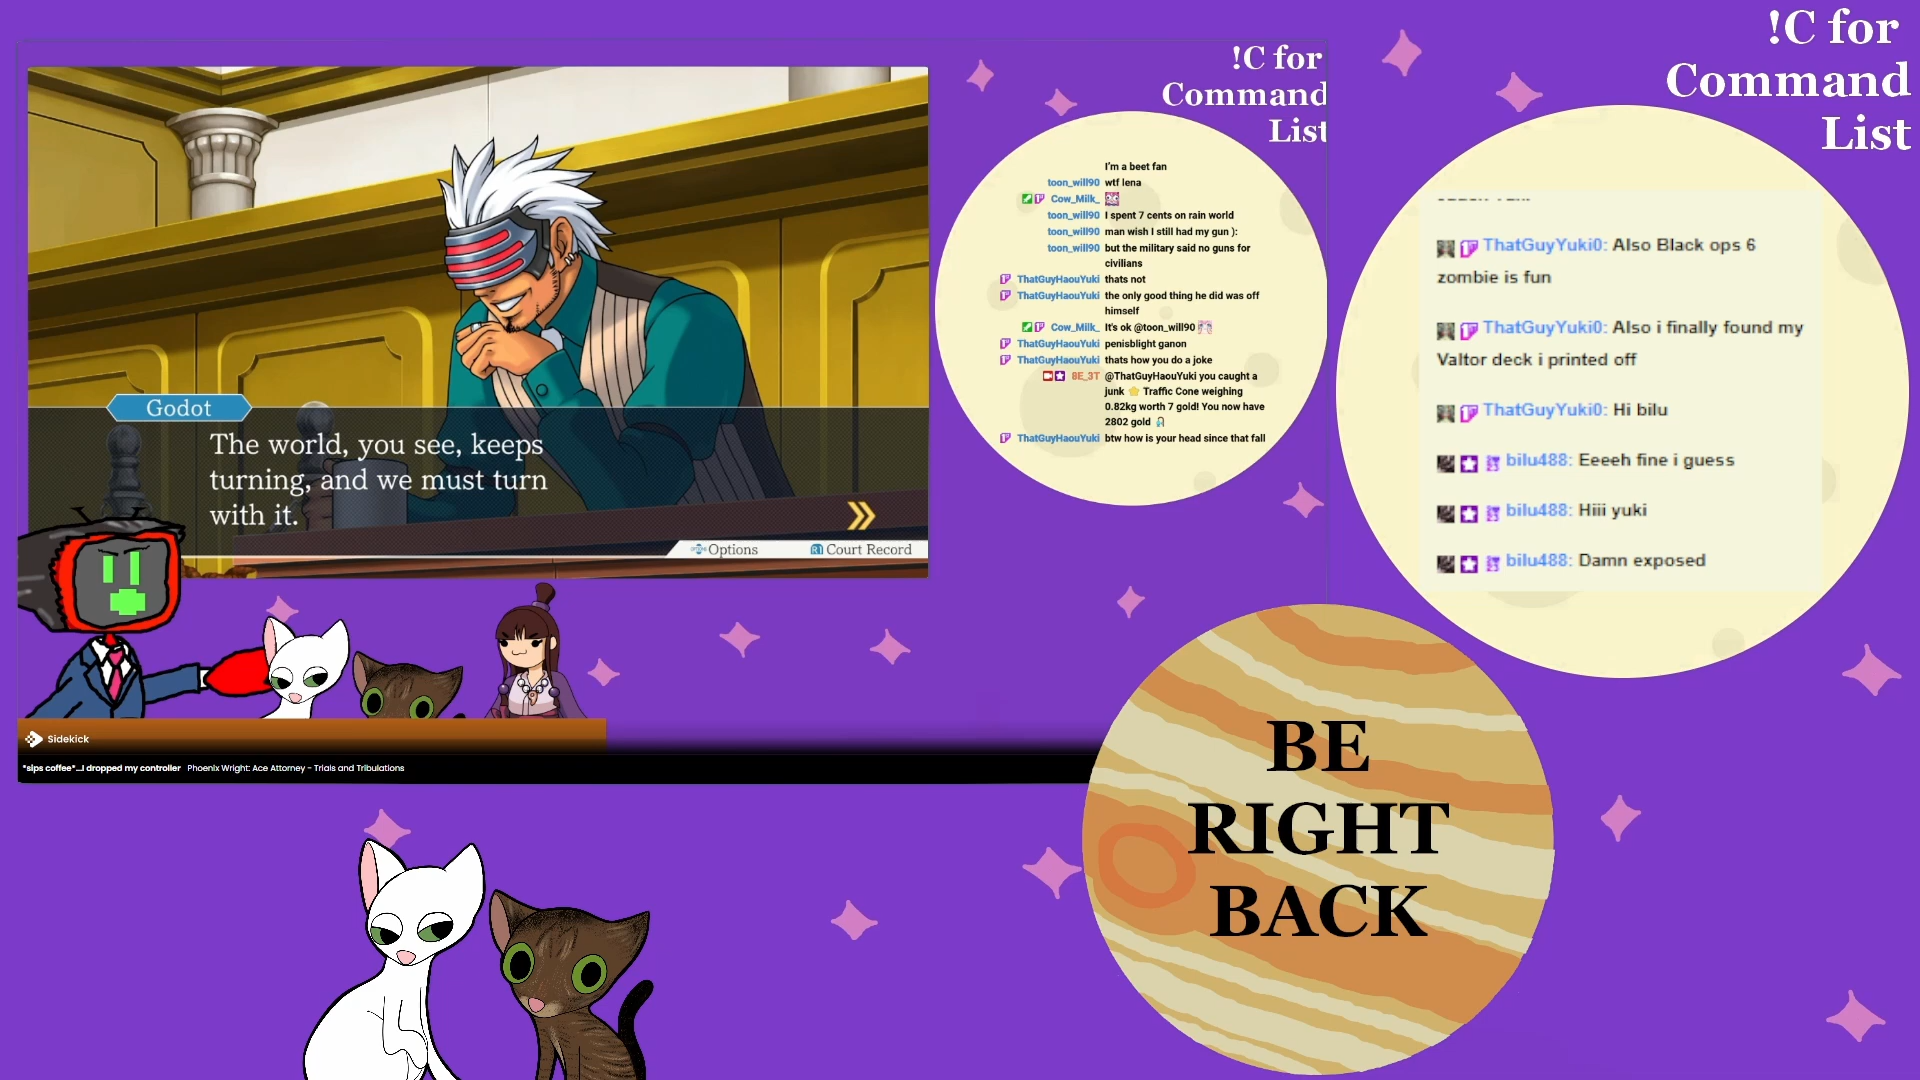 !C for
Command
List
!C for
Command
List
I'm a beet fan
toon_will90 wtf lena
Cow_Milk_
toon_will90 I spent 7 cents on rain world
toon_will90 man wish I still had my gun ):
toon_will90 but the military said no guns for
civilians
ThatGuyHaouYuki thats not
ThatGuyHaouYuki the only good thing he did was off
himself
Cow_Milk_ It's ok @toon_will90
ThatGuyHaouYuki penisblight ganon
ThatGuyHaouYuki thats how you do a joke
8E_3T @ThatGuyHaouYuki you caught a
junk ⭐ Traffic Cone weighing
0.82kg worth 7 gold! You now have
2802 gold
ThatGuyHaouYuki btw how is your head since that fall
ThatGuyYuki0: Also Black ops 6
zombie is fun
ThatGuyYuki0: Also i finally found my
Valtor deck i printed off
ThatGuyYuki0: Hi bilu
bilu488: Eeeeh fine i guess
bilu488: Hiii yuki
bilu488: Damn exposed
Godot
The world, you see, keeps
turning, and we must turn
with it.
Options
Court Record
Sidekick
*sips coffee*...I dropped my controller Phoenix Wright: Ace Attorney - Trials and Tribulations
BE
RIGHT
BACK